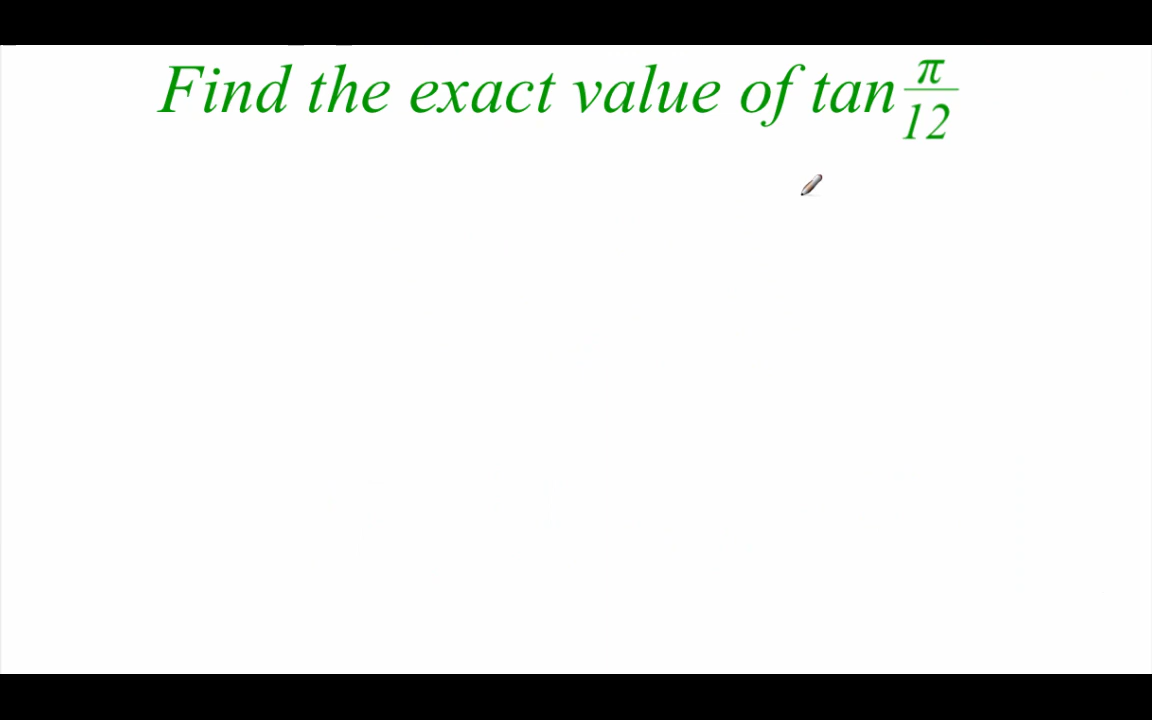 Find the exact value of tan π/12